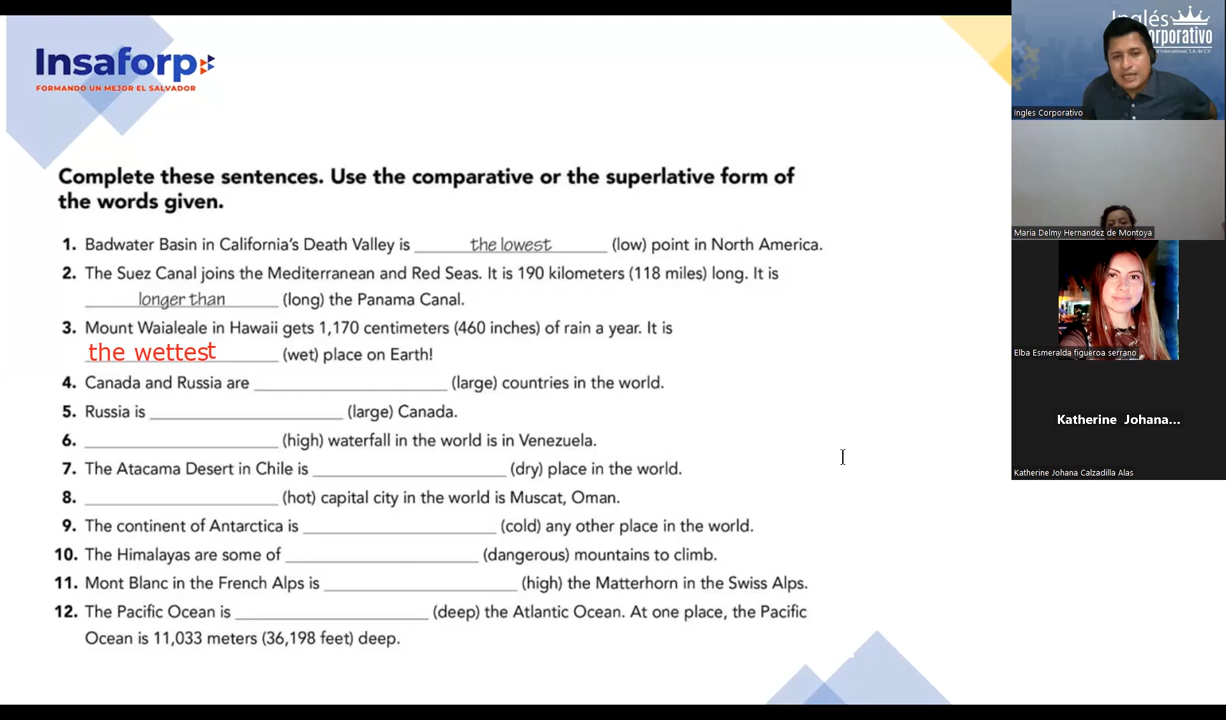 Insaforp
FORMANDO UN MEJOR EL SALVADOR
Complete these sentences. Use the comparative or the superlative form of
the words given.
1. Badwater Basin in California's Death Valley is the lowest (low) point in North America.
2. The Suez Canal joins the Mediterranean and Red Seas. It is 190 kilometers (118 miles) long. It is
longer than (long) the Panama Canal.
3. Mount Waialeale in Hawaii gets 1,170 centimeters (460 inches) of rain a year. It is
the wettest (wet) place on Earth!
4. Canada and Russia are ____________ (large) countries in the world.
5. Russia is ____________ (large) Canada.
6. ____________ (high) waterfall in the world is in Venezuela.
7. The Atacama Desert in Chile is ____________ (dry) place in the world.
8. ____________ (hot) capital city in the world is Muscat, Oman.
9. The continent of Antarctica is ____________ (cold) any other place in the world.
10. The Himalayas are some of ____________ (dangerous) mountains to climb.
11. Mont Blanc in the French Alps is ____________ (high) the Matterhorn in the Swiss Alps.
12. The Pacific Ocean is ____________ (deep) the Atlantic Ocean. At one place, the Pacific
Ocean is 11,033 meters (36,198 feet) deep.
Inglés
Ingles Corporativo
Maria Delmy Hernandez de Montoya
Elba Esmeralda figueroa serrano
Katherine Johana...
Katherine Johana Calzadilla Alas